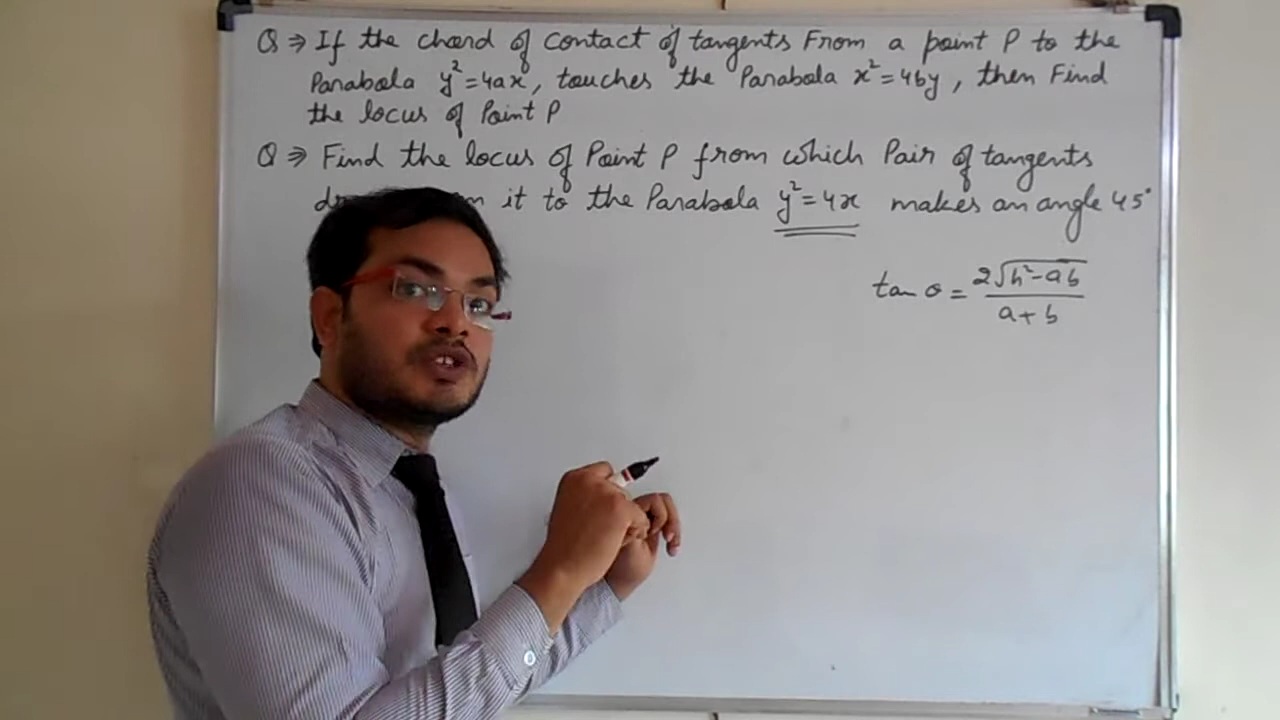 Q ⇒ If the chord of contact of tangents From a point P to the
Parabola y²=4ax, touches the Parabola x²=4by, then Find
the locus of Point P
Q ⇒ Find the locus of Point P from which Pair of tangents
it to the Parabola y²=4x makes an angle 45°
tan θ = 2√h²-ab / a+b